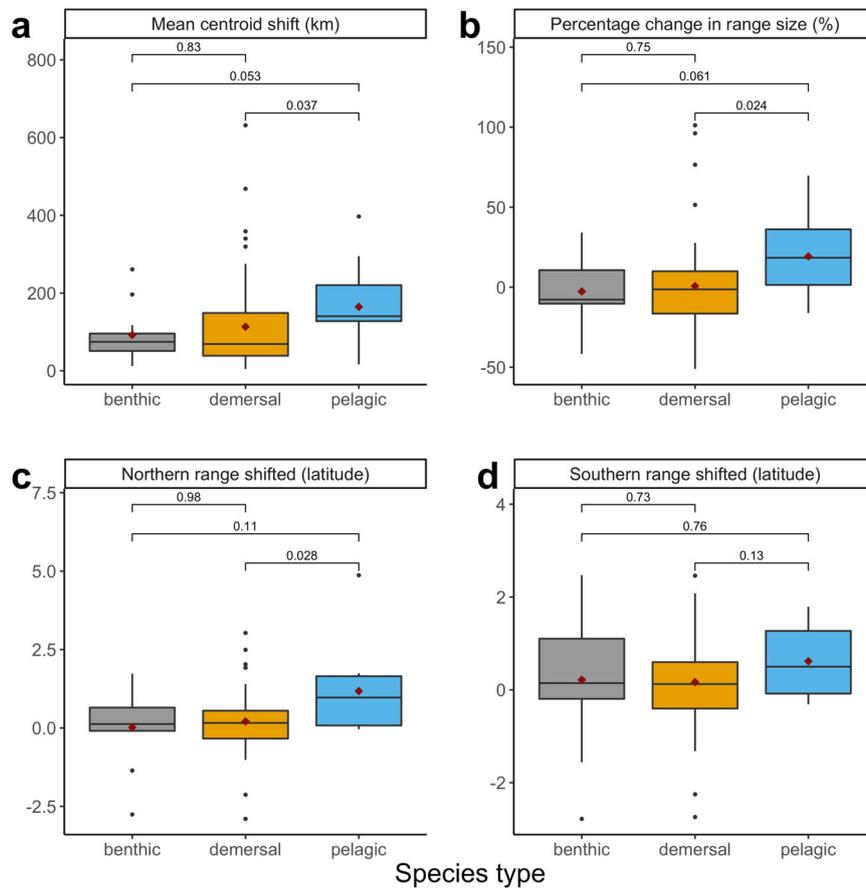 a
Mean centroid shift (km)
0.83
0.053
0.037
800
600
400
200
0
benthic demersal pelagic
b
Percentage change in range size (%)
0.75
0.061
0.024
150
100
50
0
-50
benthic demersal pelagic
c
Northern range shifted (latitude)
0.98
0.11
0.028
7.5
5.0
2.5
0.0
-2.5
benthic demersal pelagic
d
Southern range shifted (latitude)
0.73
0.76
0.13
4
2
0
-2
benthic demersal pelagic
Species type